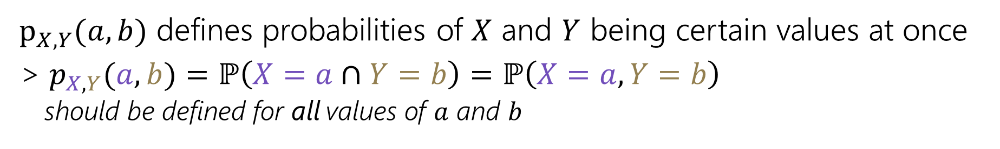 p_{X,Y}(a, b) defines probabilities of X and Y being certain values at once
> p_{X,Y}(a, b) = ℙ(X = a ∩ Y = b) = ℙ(X = a, Y = b)
should be defined for all values of a and b